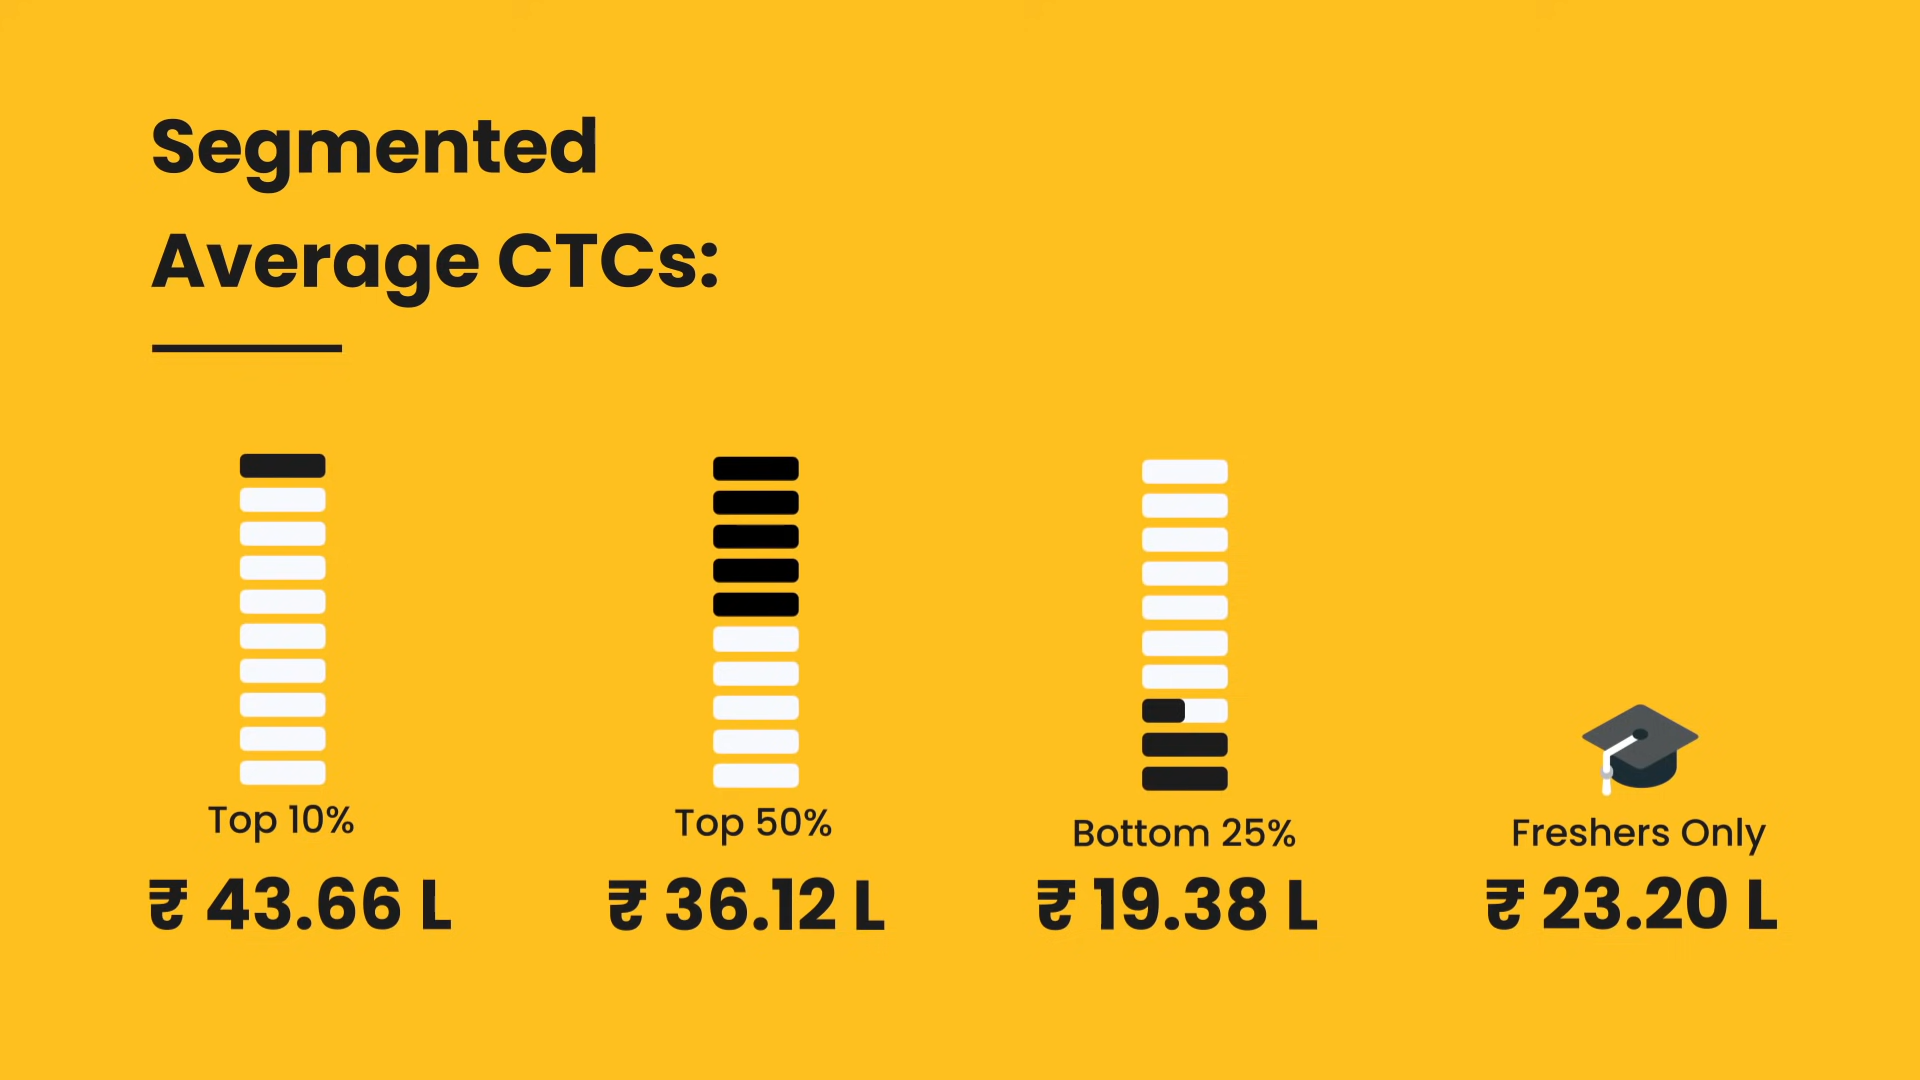 Segmented
Average CTCs:
Top 10%
₹ 43.66 L
Top 50%
₹ 36.12 L
Bottom 25%
₹ 19.38 L
Freshers Only
₹ 23.20 L